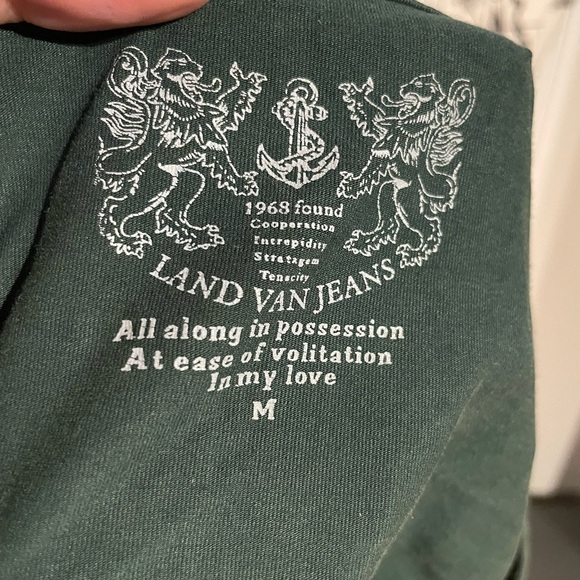 1968 found
Cooperation
Intrepidity
Stratagem
Tenacity
LAND VAN JEANS
All along in possession
At ease of volitation
In my love
M